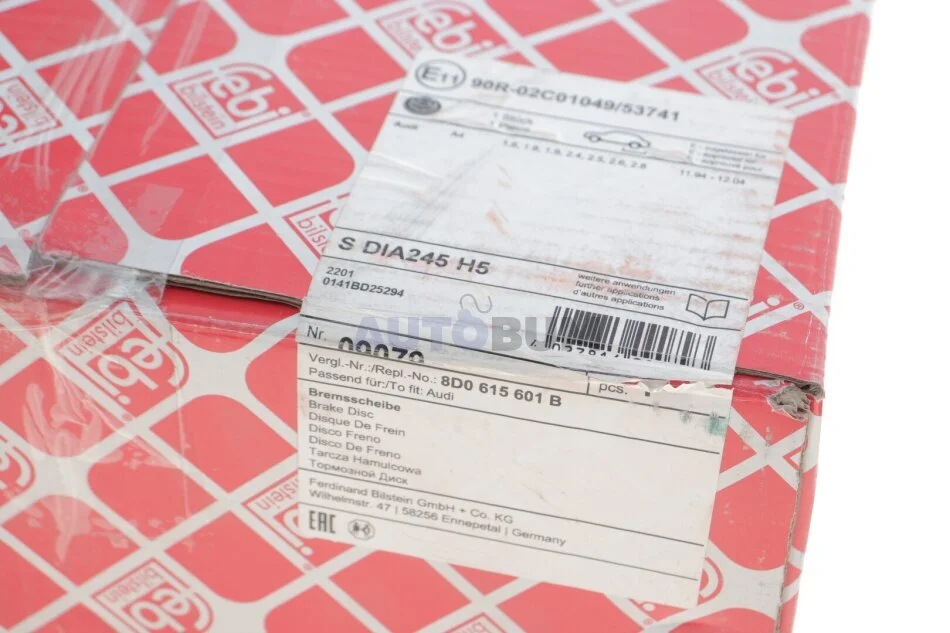 febi
bilstein
E11 90R-02C01049/53741
1 Stück
Audi A4
1.6, 1.8, 1.9, 2.4, 2.5, 2.6, 2.8
11.94 - 12.04
S DIA245 H5
2201
0141BD25294
weitere anwendungen
further applications
d'autres applications
AUTOBU
Nr.
pcs.
Vergl.-Nr.:/Repl.-No.: 8D0 615 601 B
Passend für:/To fit: Audi
Bremsscheibe
Brake Disc
Disque De Frein
Disco Freno
Disco De Freno
Tarcza Hamulcowa
Тормозной Диск
Ferdinand Bilstein GmbH + Co. KG
Wilhelmstr. 47 | 58256 Ennepetal | Germany
EAC